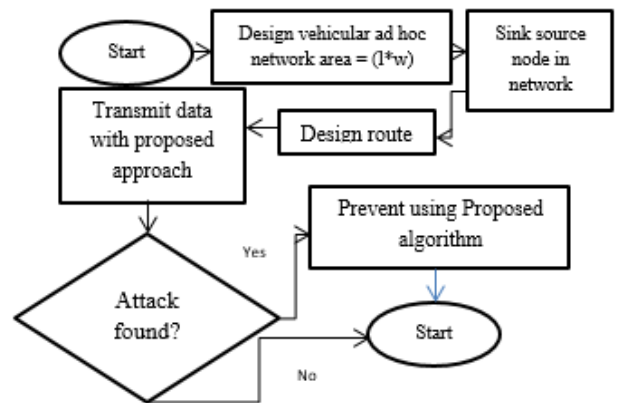 Start
Design vehicular ad hoc
network area = (l*w)
Sink source
node in
network
Design route
Transmit data
with proposed
approach
Attack
found?
Yes
Prevent using Proposed
algorithm
Start
No